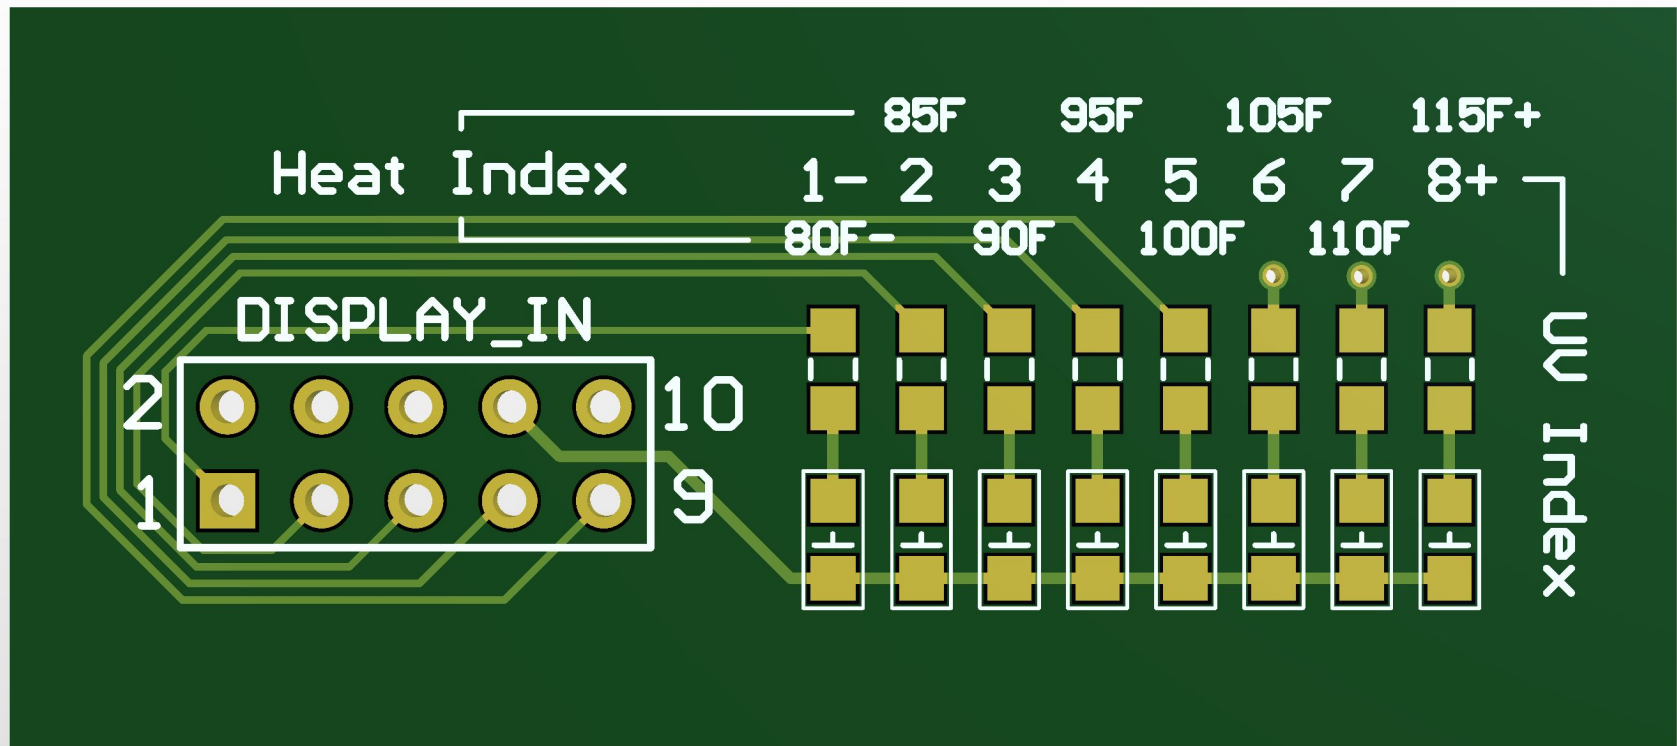 85F 95F 105F 115F+
Heat Index 1- 2 3 4 5 6 7 8+
80F- 90F 100F 110F
DISPLAY_IN
2 10
1 9
UV Index